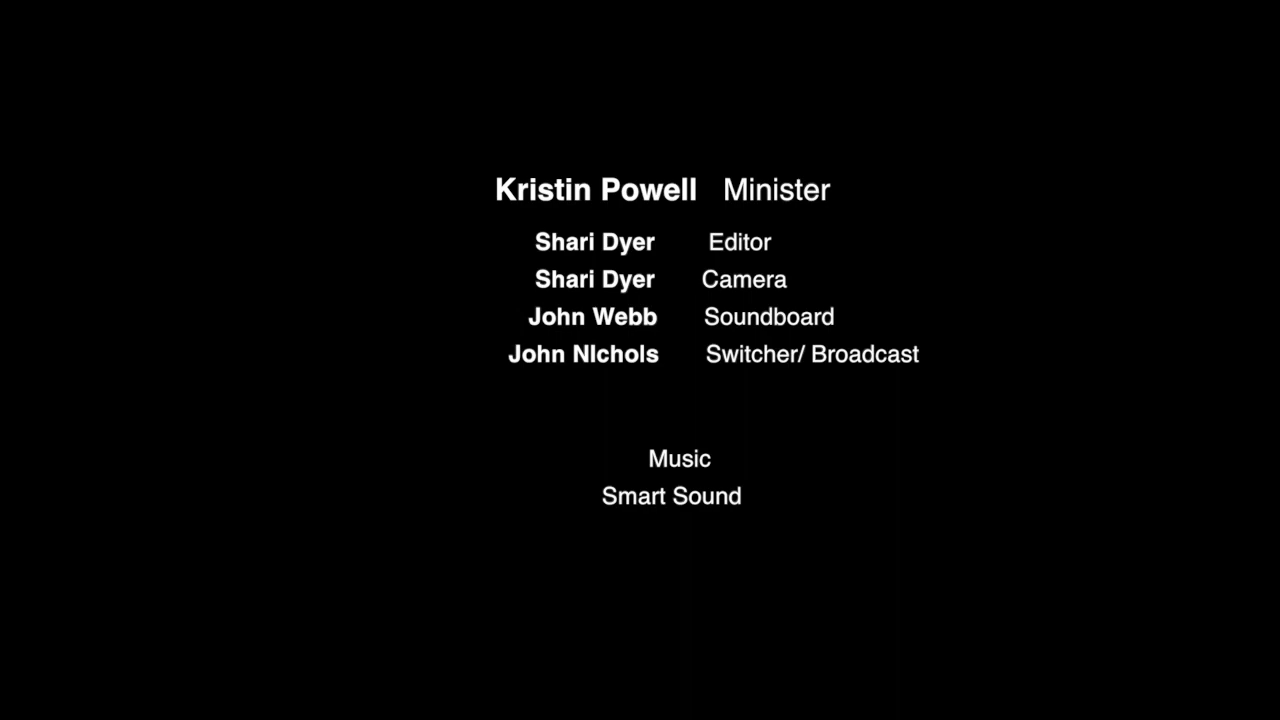 Kristin Powell Minister
Shari Dyer Editor
Shari Dyer Camera
John Webb Soundboard
John NIchols Switcher/ Broadcast
Music
Smart Sound